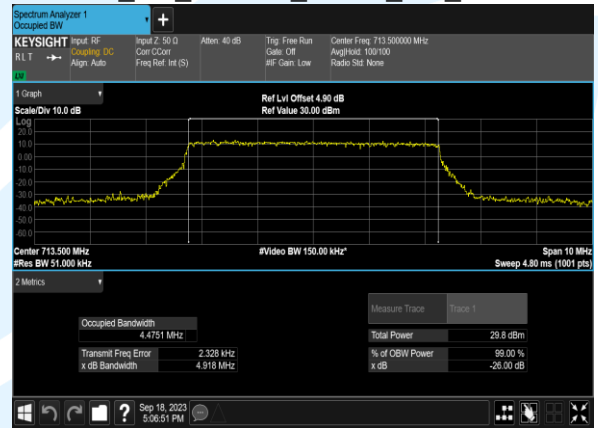 Spectrum Analyzer 1
Occupied BW
KEYSIGHT
R L T
LV
Input: RF
Coupling: DC
Align: Auto
Input Z: 50 Ω
Corr CCorr
Freq Ref: Int (S)
Atten: 40 dB
Trig: Free Run
Gate: Off
#IF Gain: Low
Center Freq: 713.500000 MHz
Avg|Hold: 100/100
Radio Std: None
1 Graph
Scale/Div 10.0 dB
Ref Lvl Offset 4.90 dB
Ref Value 30.00 dBm
Log
20.0
10.0
0.00
-10.0
-20.0
-30.0
-40.0
-50.0
-60.0
Center 713.500 MHz
#Res BW 51.000 kHz
#Video BW 150.00 kHz*
Span 10 MHz
Sweep 4.80 ms (1001 pts)
2 Metrics
Measure Trace
Trace 1
Occupied Bandwidth
4.4751 MHz
Total Power
29.8 dBm
Transmit Freq Error
2.328 kHz
% of OBW Power
99.00 %
x dB Bandwidth
4.918 MHz
x dB
-26.00 dB
?
Sep 18, 2023
5:06:51 PM